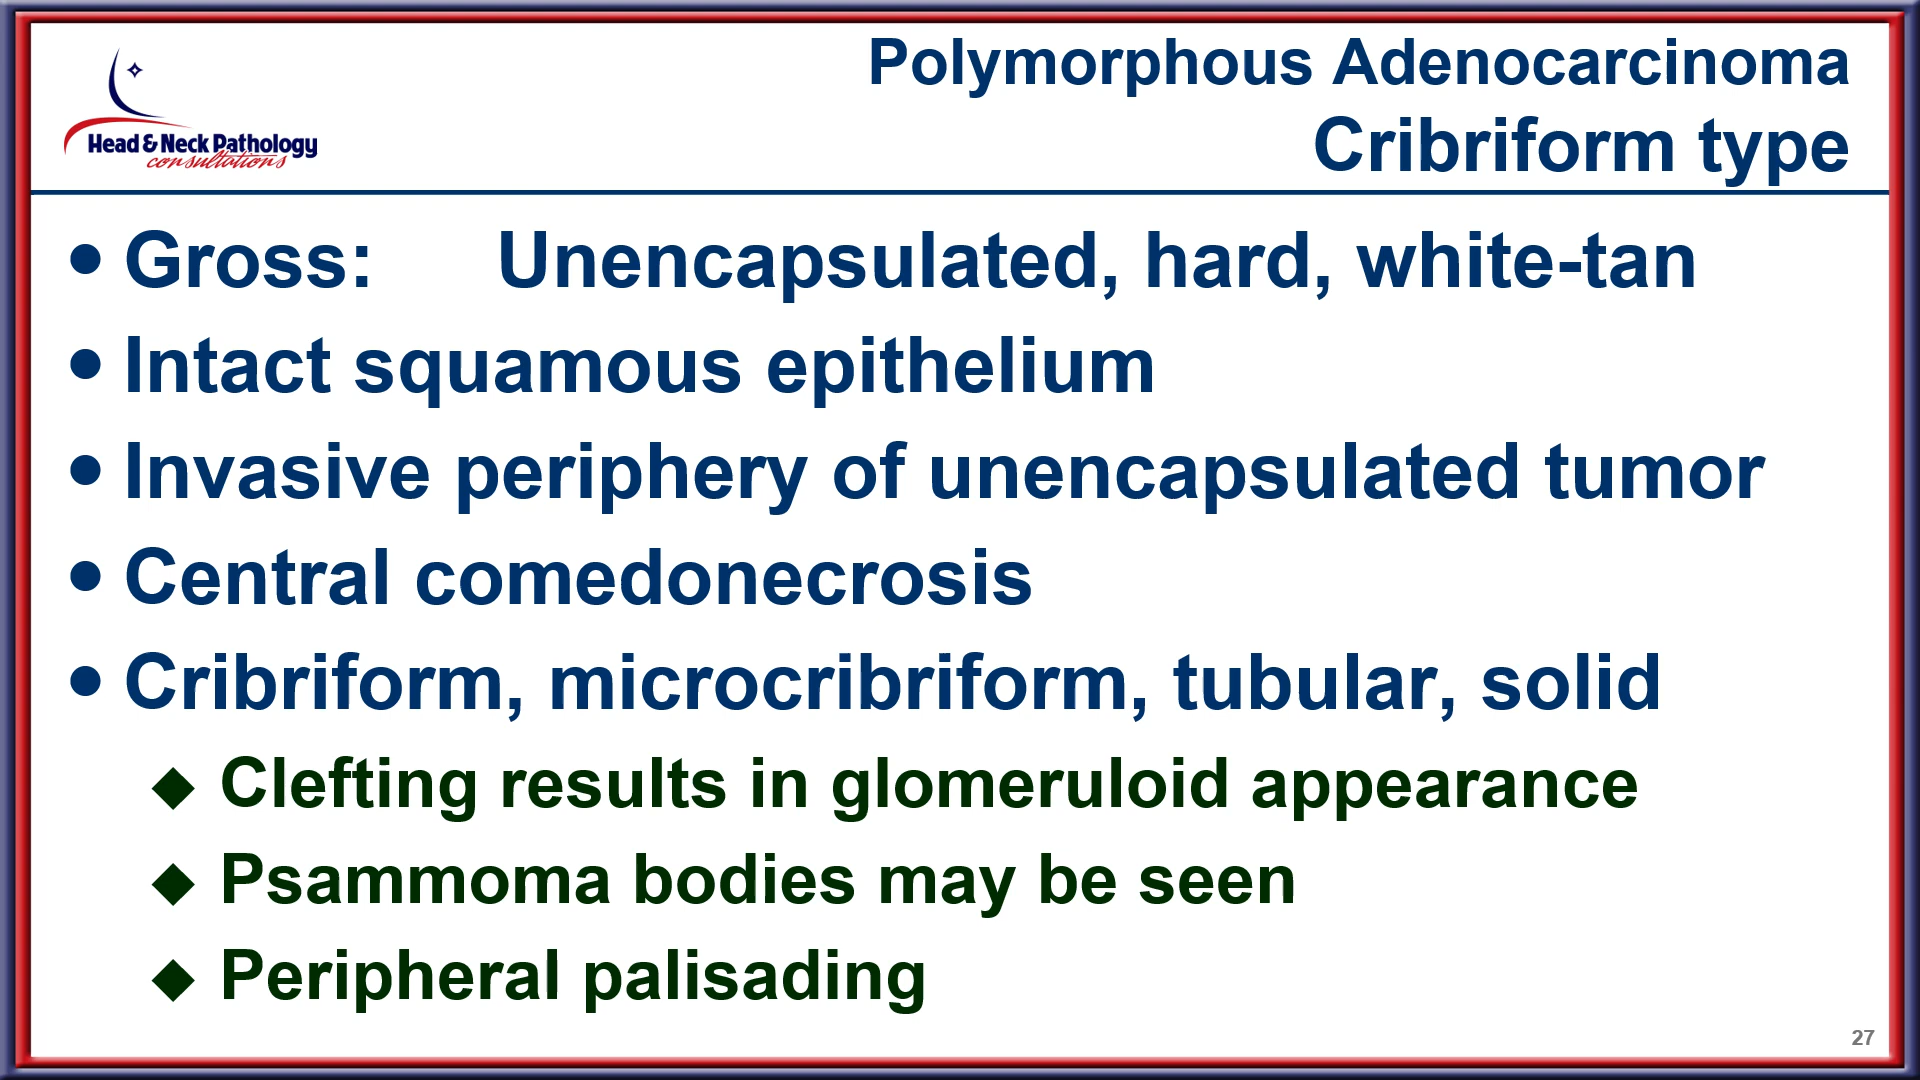 Head & Neck Pathology
consultations
Polymorphous Adenocarcinoma
Cribriform type
• Gross: Unencapsulated, hard, white-tan
• Intact squamous epithelium
• Invasive periphery of unencapsulated tumor
• Central comedonecrosis
• Cribriform, microcribriform, tubular, solid
◆ Clefting results in glomeruloid appearance
◆ Psammoma bodies may be seen
◆ Peripheral palisading
27